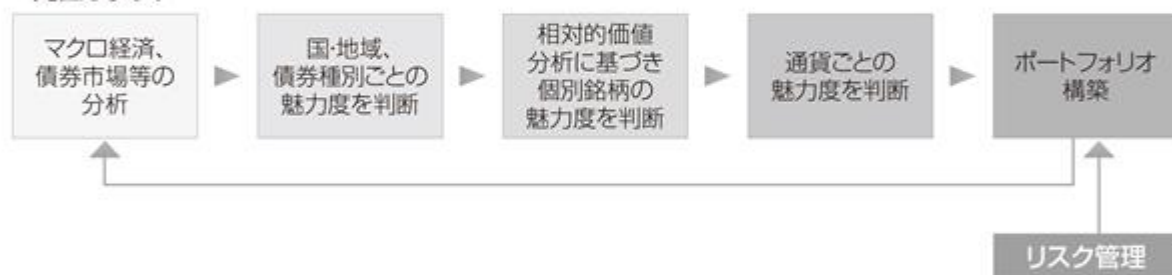 マクロ経済、
債券市場等の
分析
国・地域、
債券種別ごとの
魅力度を判断
相対的価値
分析に基づき
個別銘柄の
魅力度を判断
通貨ごとの
魅力度を判断
ポートフォリオ
構築
リスク管理